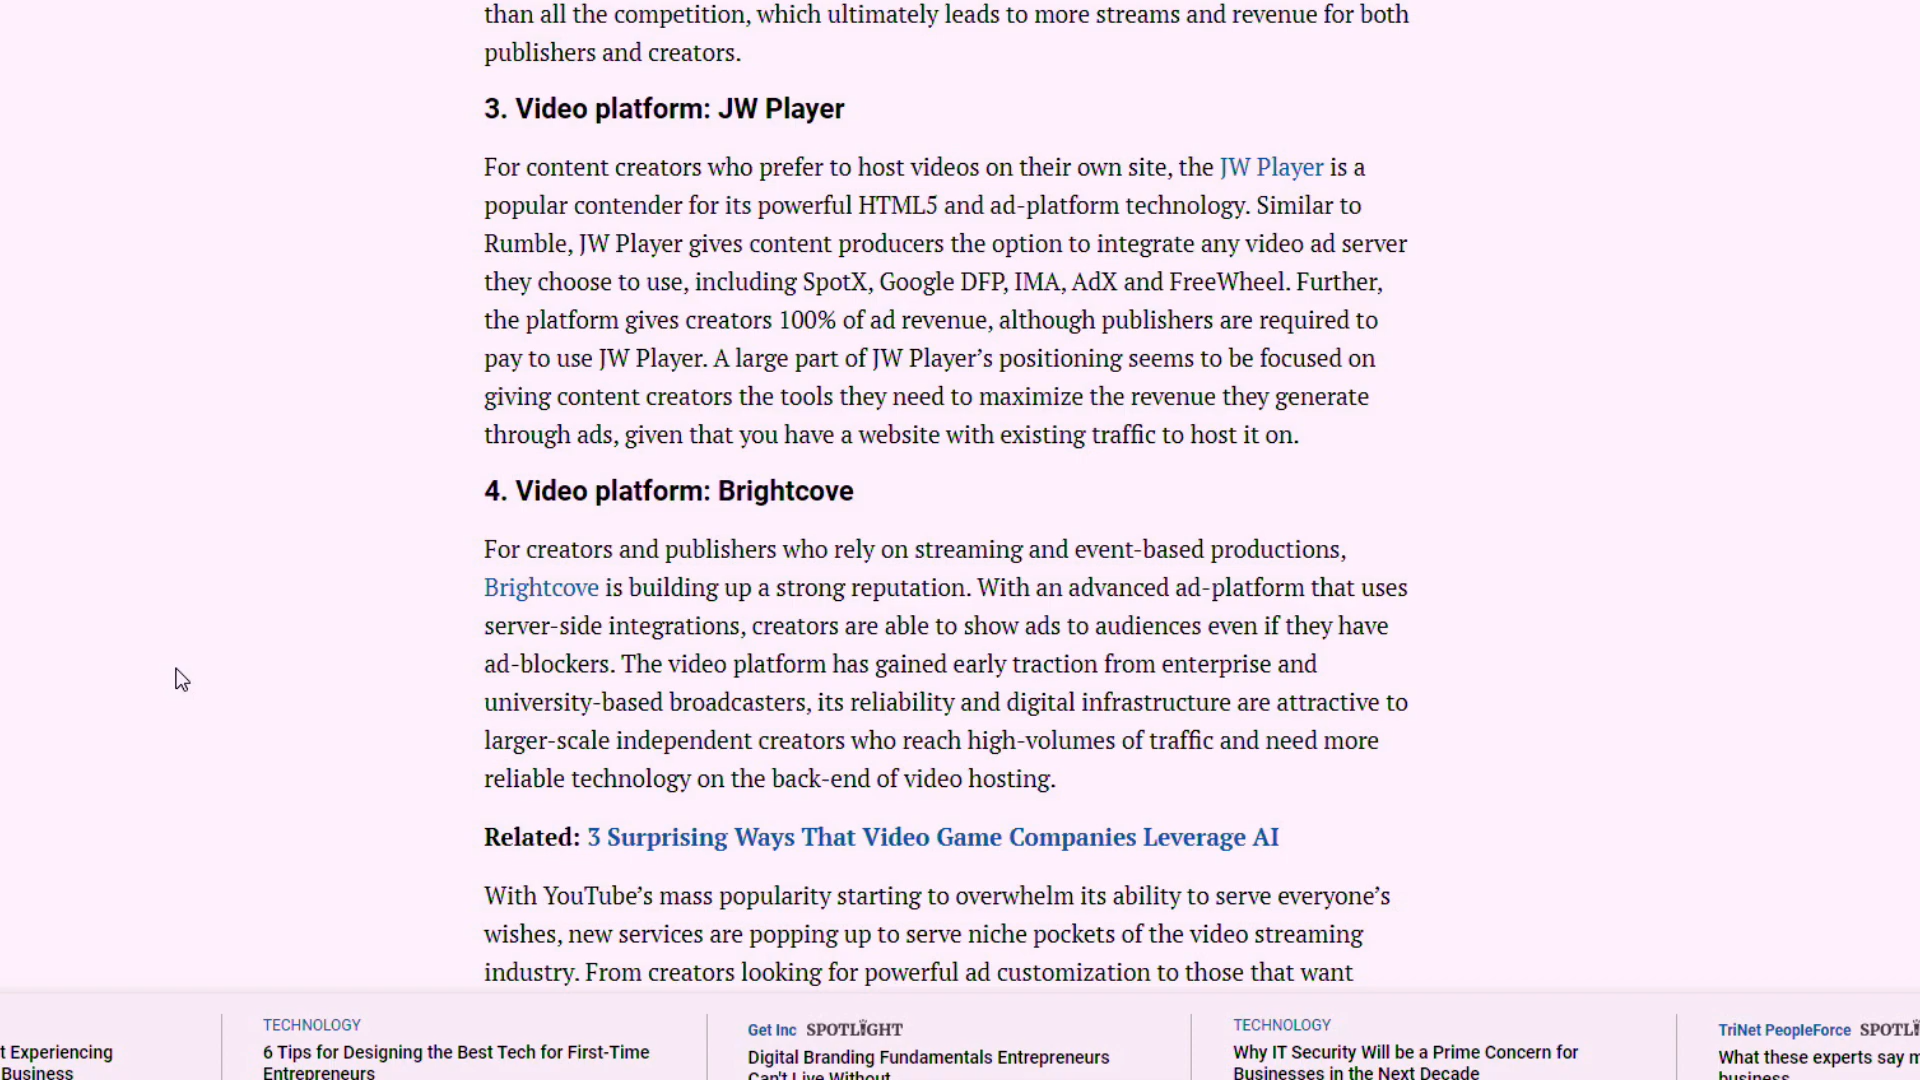 than all the competition, which ultimately leads to more streams and revenue for both
publishers and creators.
3. Video platform: JW Player
For content creators who prefer to host videos on their own site, the JW Player is a
popular contender for its powerful HTML5 and ad-platform technology. Similar to
Rumble, JW Player gives content producers the option to integrate any video ad server
they choose to use, including SpotX, Google DFP, IMA, AdX and FreeWheel. Further,
the platform gives creators 100% of ad revenue, although publishers are required to
pay to use JW Player. A large part of JW Player’s positioning seems to be focused on
giving content creators the tools they need to maximize the revenue they generate
through ads, given that you have a website with existing traffic to host it on.
4. Video platform: Brightcove
For creators and publishers who rely on streaming and event-based productions,
Brightcove is building up a strong reputation. With an advanced ad-platform that uses
server-side integrations, creators are able to show ads to audiences even if they have
ad-blockers. The video platform has gained early traction from enterprise and
university-based broadcasters, its reliability and digital infrastructure are attractive to
larger-scale independent creators who reach high-volumes of traffic and need more
reliable technology on the back-end of video hosting.
Related: 3 Surprising Ways That Video Game Companies Leverage AI
With YouTube’s mass popularity starting to overwhelm its ability to serve everyone’s
wishes, new services are popping up to serve niche pockets of the video streaming
industry. From creators looking for powerful ad customization to those that want
t Experiencing
Business
TECHNOLOGY
6 Tips for Designing the Best Tech for First-Time
Entrepreneurs
Get Inc SPOTLIGHT
Digital Branding Fundamentals Entrepreneurs
Can't Live Without
TECHNOLOGY
Why IT Security Will be a Prime Concern for
Businesses in the Next Decade
TriNet PeopleForce SPOTLI
What these experts say m
business